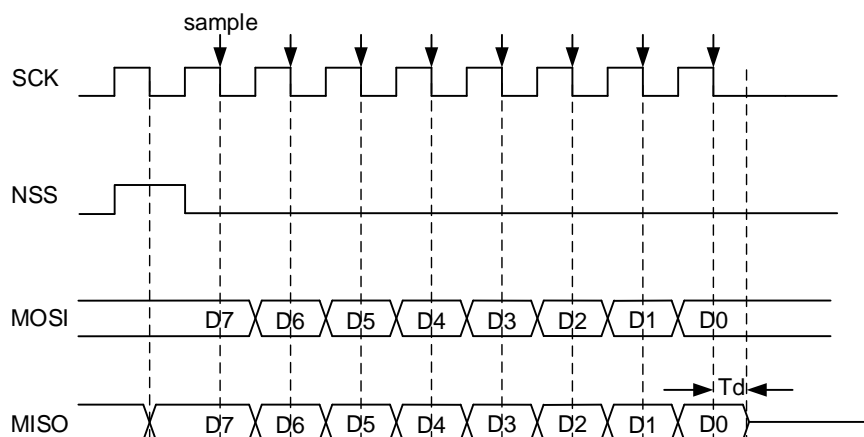 sample
SCK
NSS
MOSI D7 D6 D5 D4 D3 D2 D1 D0
Td
MISO D7 D6 D5 D4 D3 D2 D1 D0